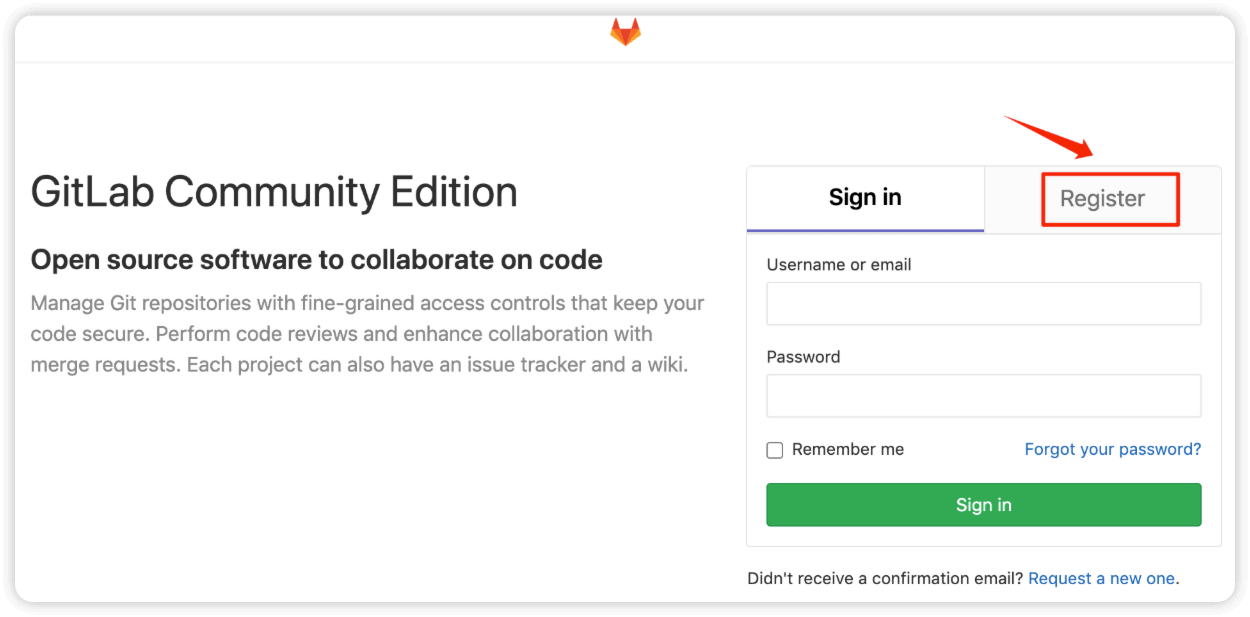 GitLab Community Edition
Open source software to collaborate on code
Manage Git repositories with fine-grained access controls that keep your
code secure. Perform code reviews and enhance collaboration with
merge requests. Each project can also have an issue tracker and a wiki.
Sign in
Register
Username or email
Password
Remember me
Forgot your password?
Sign in
Didn't receive a confirmation email? Request a new one.